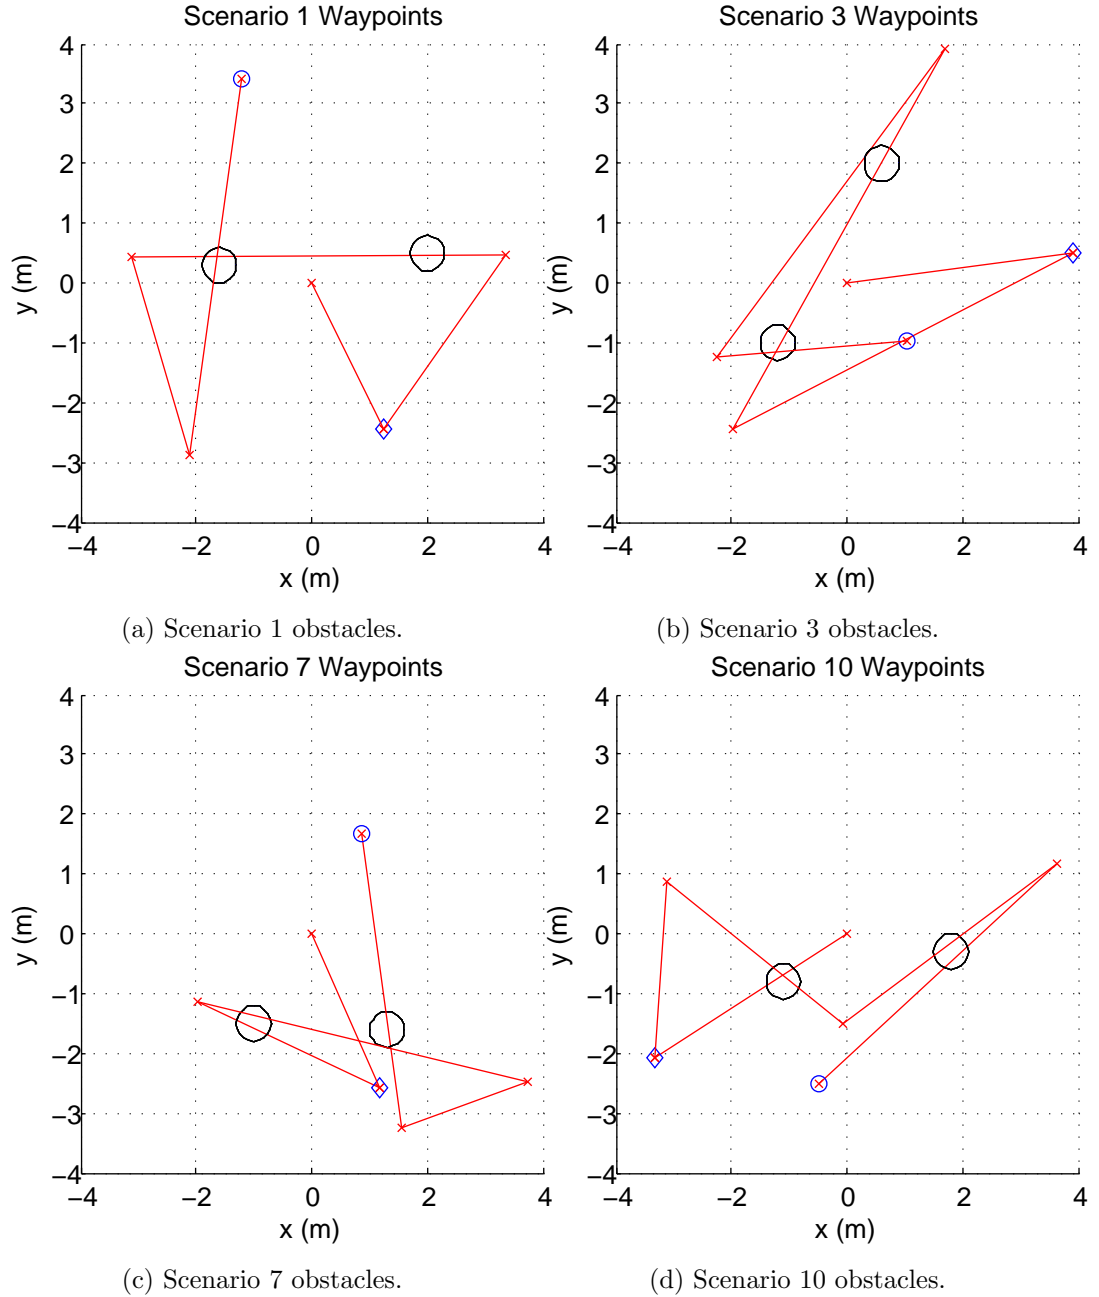 Scenario 1 Waypoints
4
3
2
1
0
−1
−2
−3
−4
y (m)
−4 −2 0 2 4
x (m)
(a) Scenario 1 obstacles.
Scenario 3 Waypoints
4
3
2
1
0
−1
−2
−3
−4
y (m)
−4 −2 0 2 4
x (m)
(b) Scenario 3 obstacles.
Scenario 7 Waypoints
4
3
2
1
0
−1
−2
−3
−4
y (m)
−4 −2 0 2 4
x (m)
(c) Scenario 7 obstacles.
Scenario 10 Waypoints
4
3
2
1
0
−1
−2
−3
−4
y (m)
−4 −2 0 2 4
x (m)
(d) Scenario 10 obstacles.